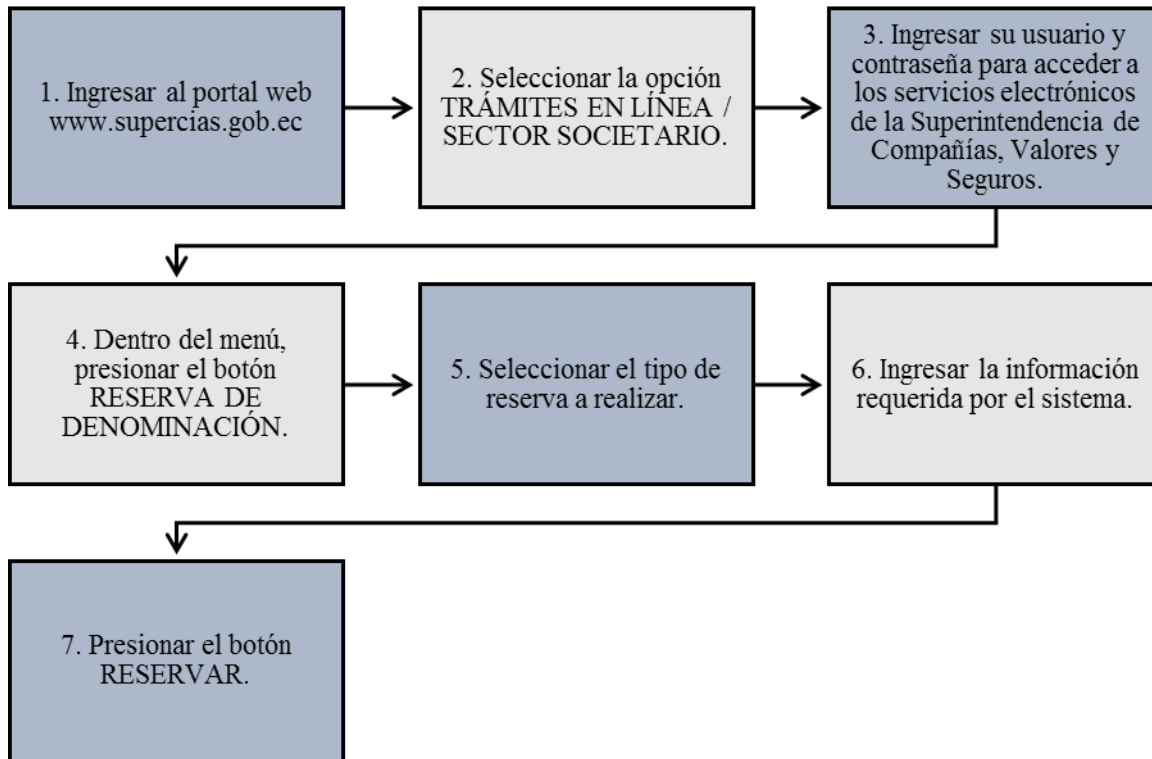 1. Ingresar al portal web
www.supercias.gob.ec
2. Seleccionar la opción
TRÁMITES EN LÍNEA /
SECTOR SOCIETARIO.
3. Ingresar su usuario y
contraseña para acceder a
los servicios electrónicos
de la Superintendencia de
Compañías, Valores y
Seguros.
4. Dentro del menú,
presionar el botón
RESERVA DE
DENOMINACIÓN.
5. Seleccionar el tipo de
reserva a realizar.
6. Ingresar la información
requerida por el sistema.
7. Presionar el botón
RESERVAR.